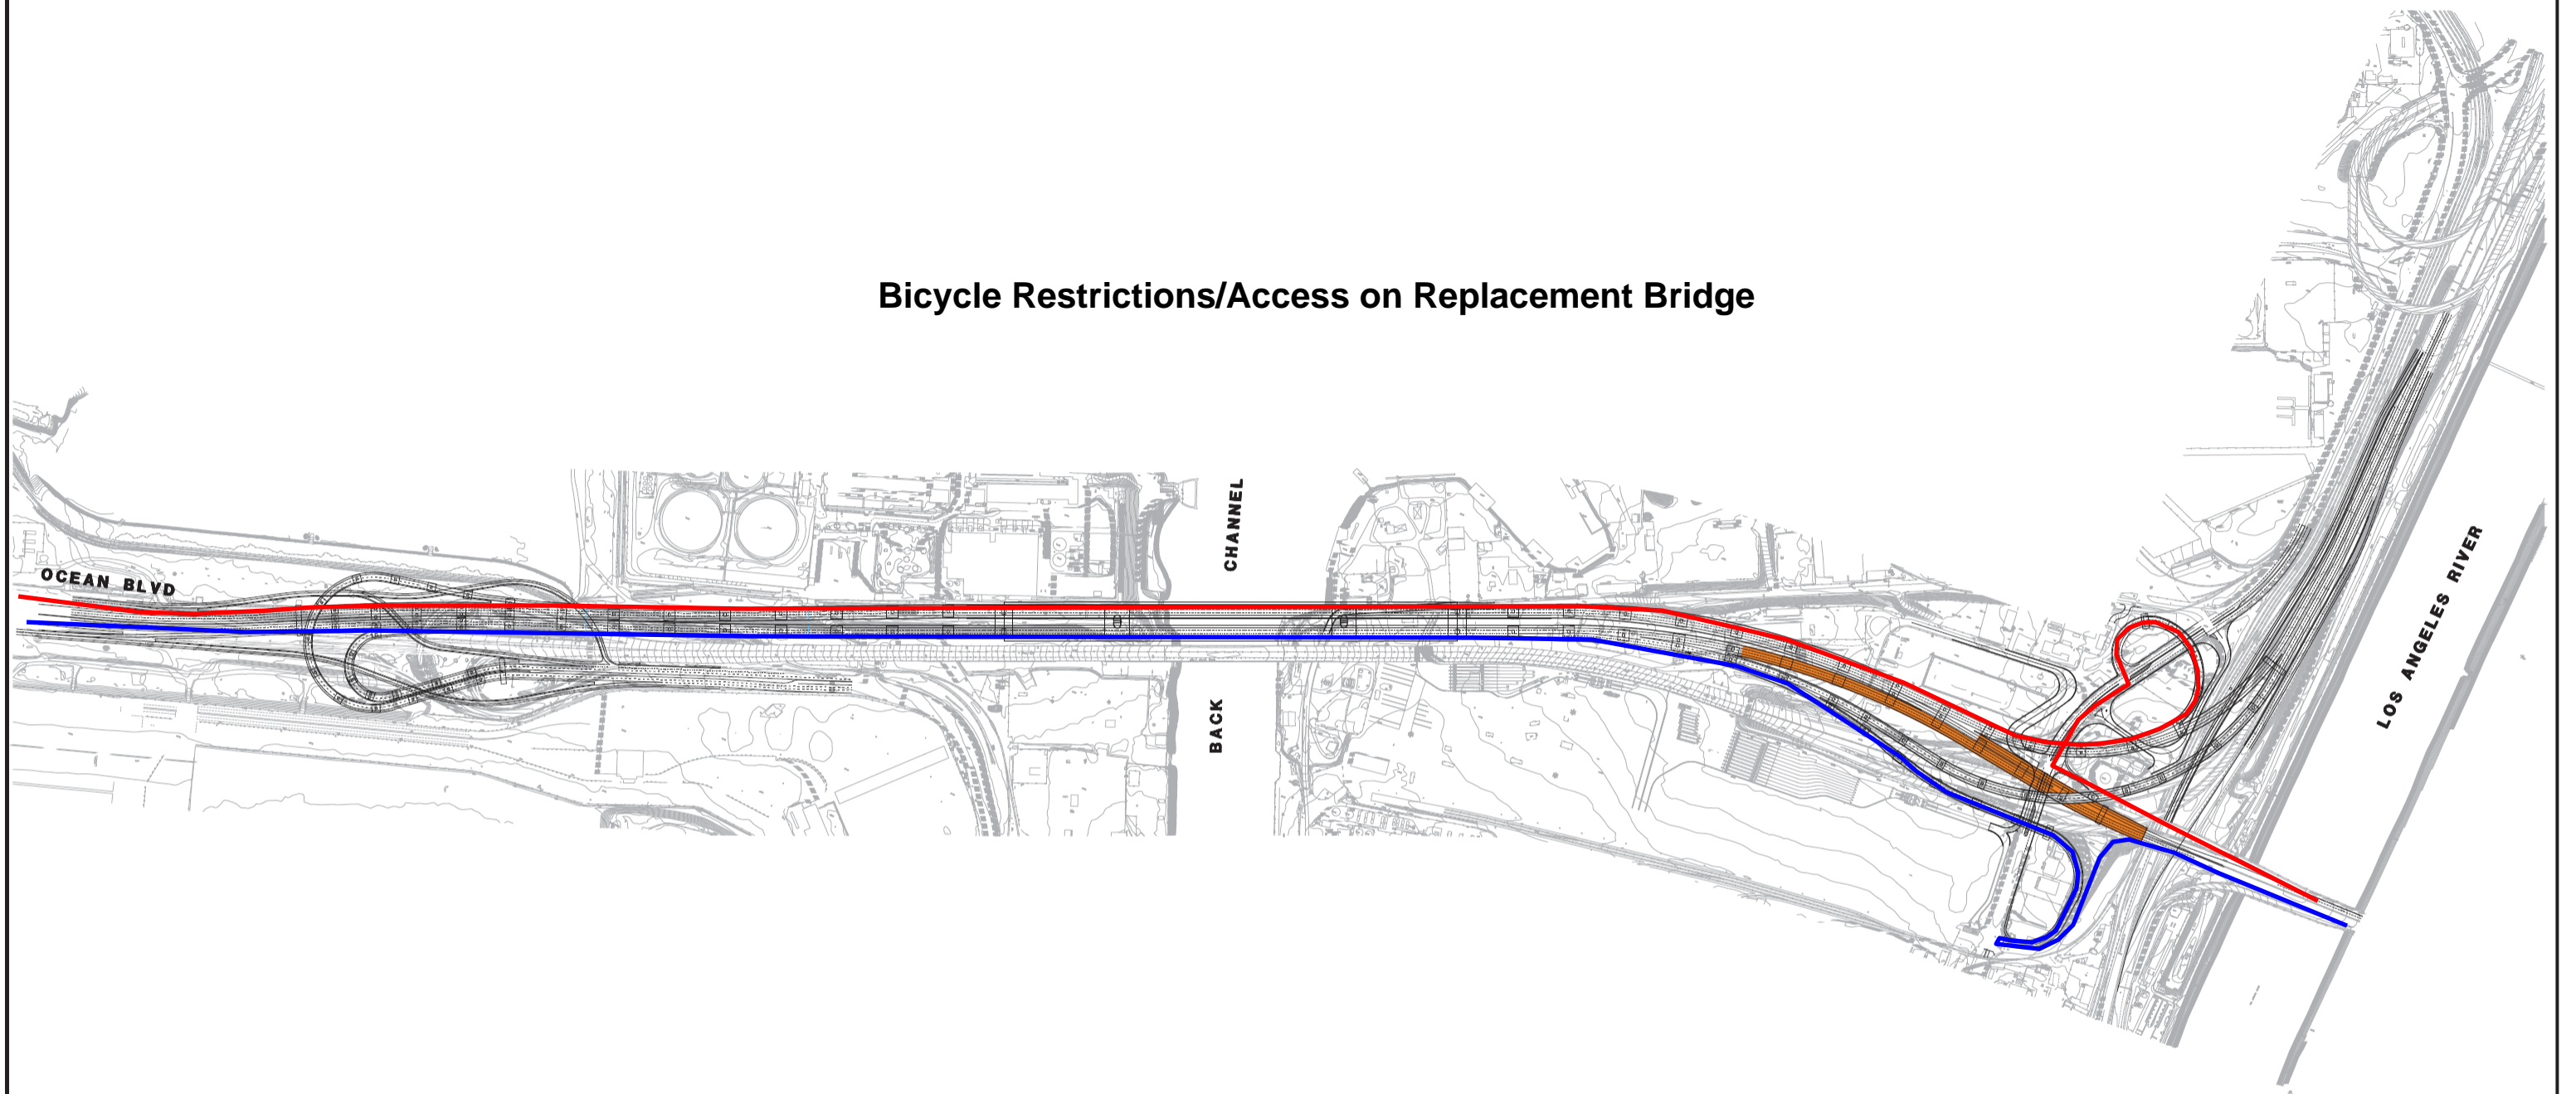 Bicycle Restrictions/Access on Replacement Bridge
OCEAN BLVD
CHANNEL
BACK
LOS ANGELES RIVER